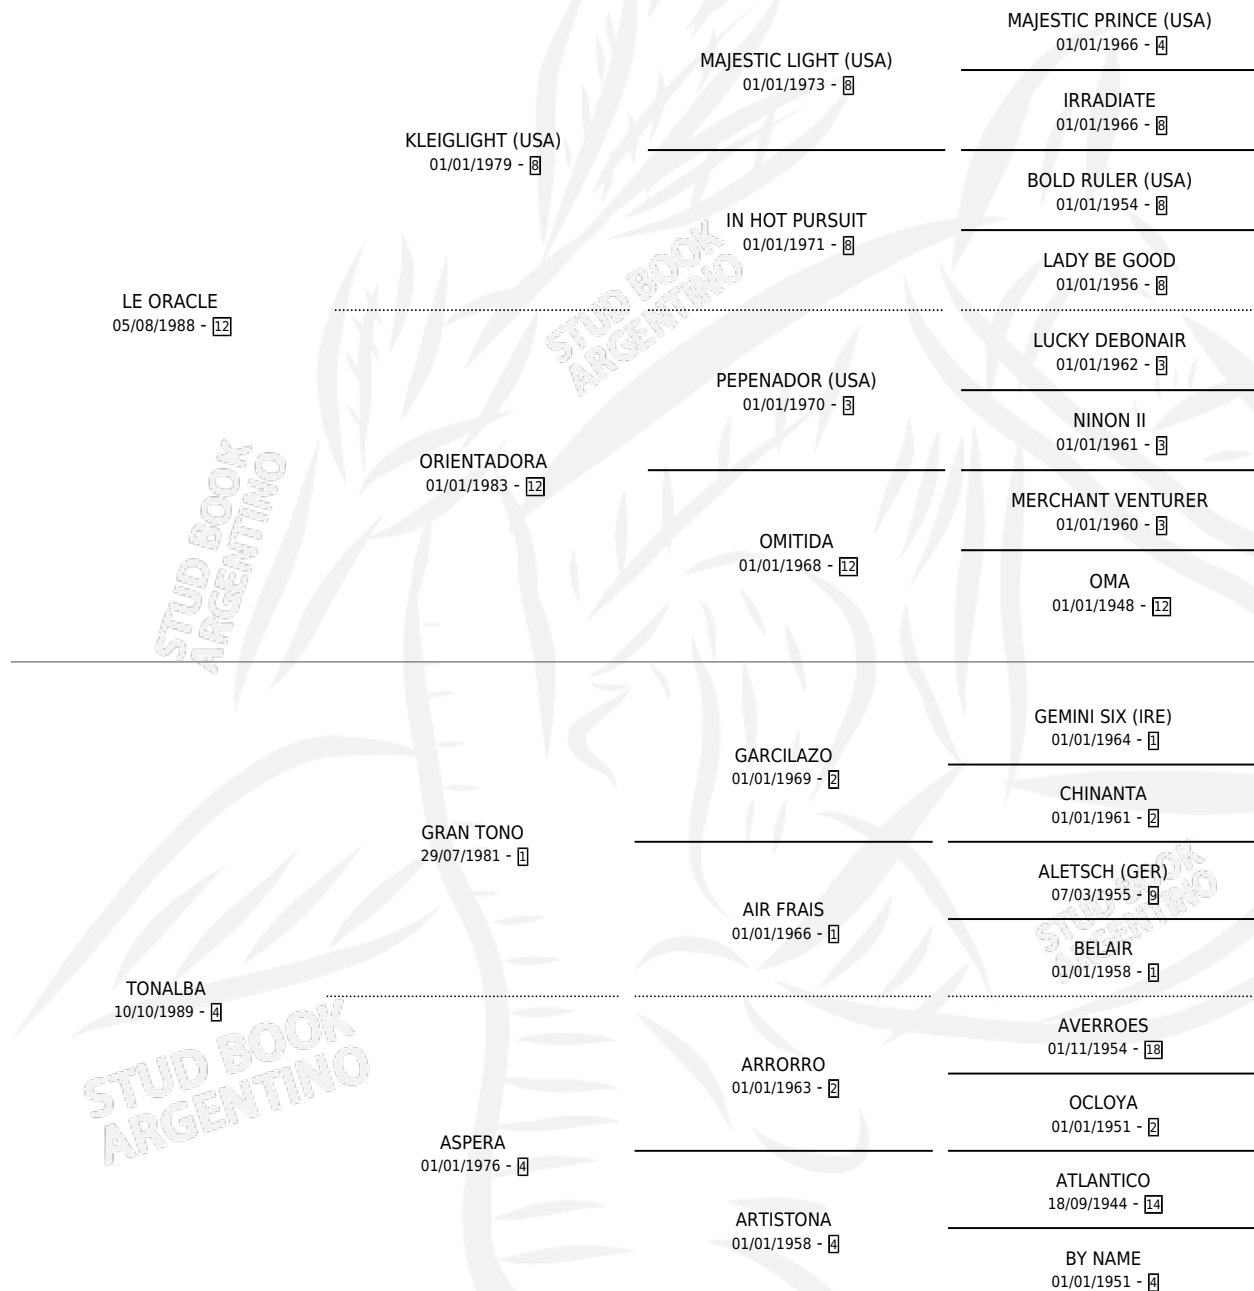 MAJESTIC PRINCE (USA)
01/01/1966 - 4
MAJESTIC LIGHT (USA)
01/01/1973 - 8
IRRADIATE
01/01/1966 - 8
KLEIGLIGHT (USA)
01/01/1979 - 8
BOLD RULER (USA)
01/01/1954 - 8
IN HOT PURSUIT
01/01/1971 - 8
LADY BE GOOD
01/01/1956 - 8
LE ORACLE
05/08/1988 - 12
LUCKY DEBONAIR
01/01/1962 - 3
PEPENADOR (USA)
01/01/1970 - 3
NINON II
01/01/1961 - 3
ORIENTADORA
01/01/1983 - 12
MERCHANT VENTURER
01/01/1960 - 3
OMITIDA
01/01/1968 - 12
OMA
01/01/1948 - 12
GEMINI SIX (IRE)
01/01/1964 - 1
GARCILAZO
01/01/1969 - 2
CHINANTA
01/01/1961 - 2
GRAN TONO
29/07/1981 - 1
ALETSCH (GER)
07/03/1955 - 9
AIR FRAIS
01/01/1966 - 1
BELAIR
01/01/1958 - 1
TONALBA
10/10/1989 - 4
AVERROES
01/11/1954 - 18
ARRORRO
01/01/1963 - 2
OCLOYA
01/01/1951 - 2
ASPERA
01/01/1976 - 4
ATLANTICO
18/09/1944 - 14
ARTISTONA
01/01/1958 - 4
BY NAME
01/01/1951 - 4
STUD BOOK
ARGENTINO
STUD BOOK
ARGENTINO
STUD BOOK
ARGENTINO
STUD BOOK
ARGENTINO